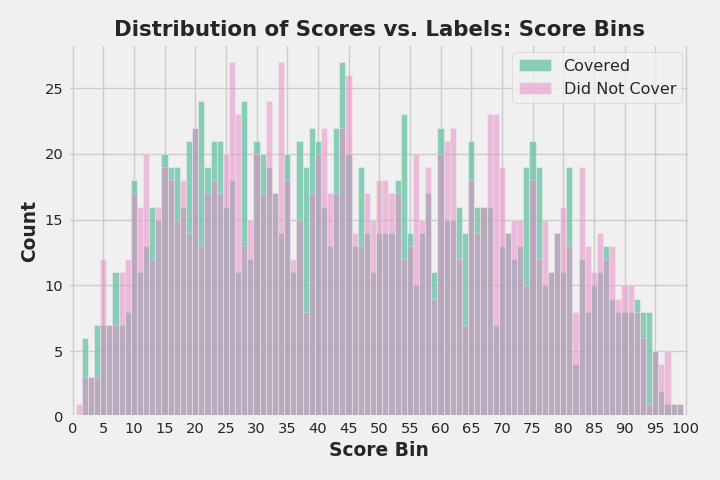 Distribution of Scores vs. Labels: Score Bins
Covered
Did Not Cover
Count
25
20
15
10
5
0
0 5 10 15 20 25 30 35 40 45 50 55 60 65 70 75 80 85 90 95 100
Score Bin